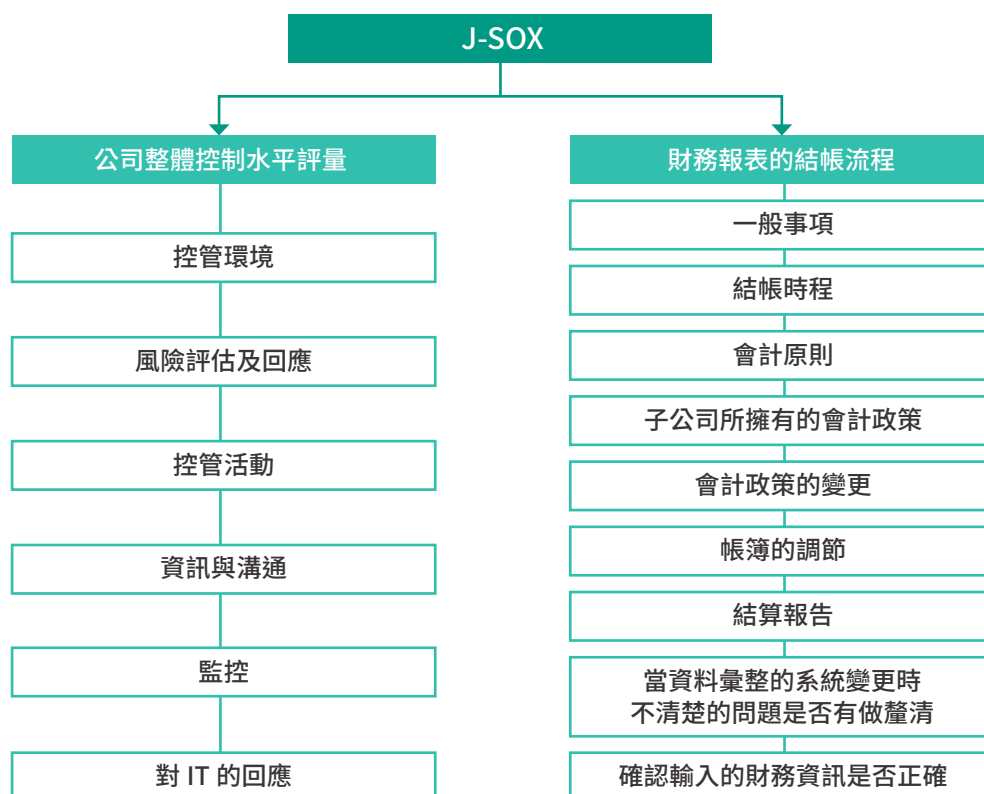 J-SOX
公司整體控制水平評量
控管環境
風險評估及回應
控管活動
資訊與溝通
監控
對 IT 的回應
財務報表的結帳流程
一般事項
結帳時程
會計原則
子公司所擁有的會計政策
會計政策的變更
帳簿的調節
結算報告
當資料彙整的系統變更時
不清楚的問題是否有做釐清
確認輸入的財務資訊是否正確